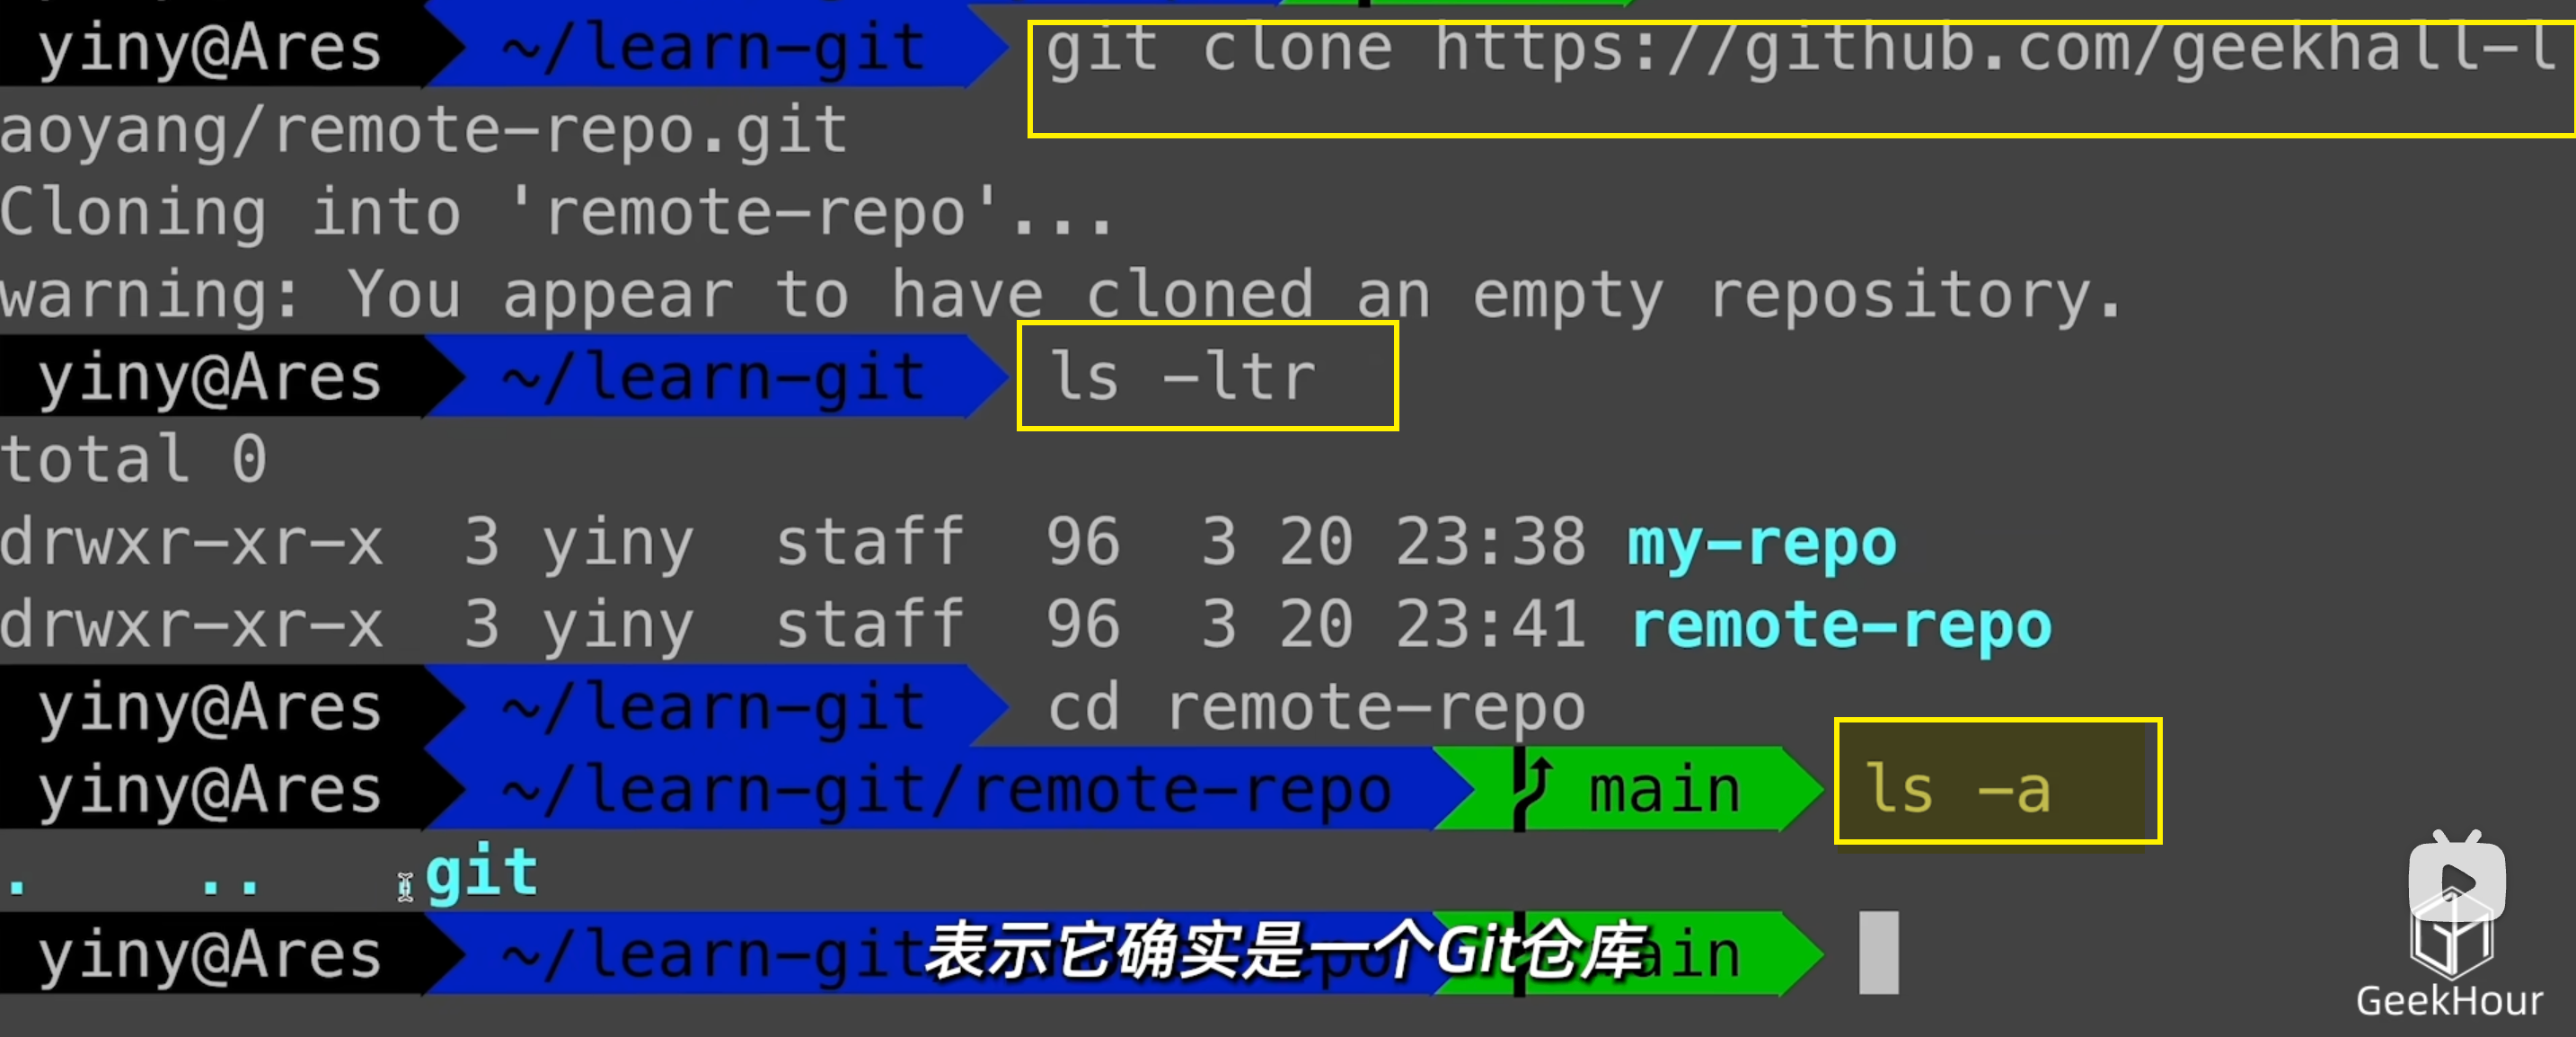 yiny@Ares ~/learn-git git clone https://github.com/geekhall-l
aoyang/remote-repo.git
Cloning into 'remote-repo'...
warning: You appear to have cloned an empty repository.
yiny@Ares ~/learn-git ls -ltr
total 0
drwxr-xr-x 3 yiny staff 96 3 20 23:38 my-repo
drwxr-xr-x 3 yiny staff 96 3 20 23:41 remote-repo
yiny@Ares ~/learn-git cd remote-repo
yiny@Ares ~/learn-git/remote-repo main ls -a
. .. .git
yiny@Ares ~/learn-git
表示它确实是一个Git仓库
GeekHour